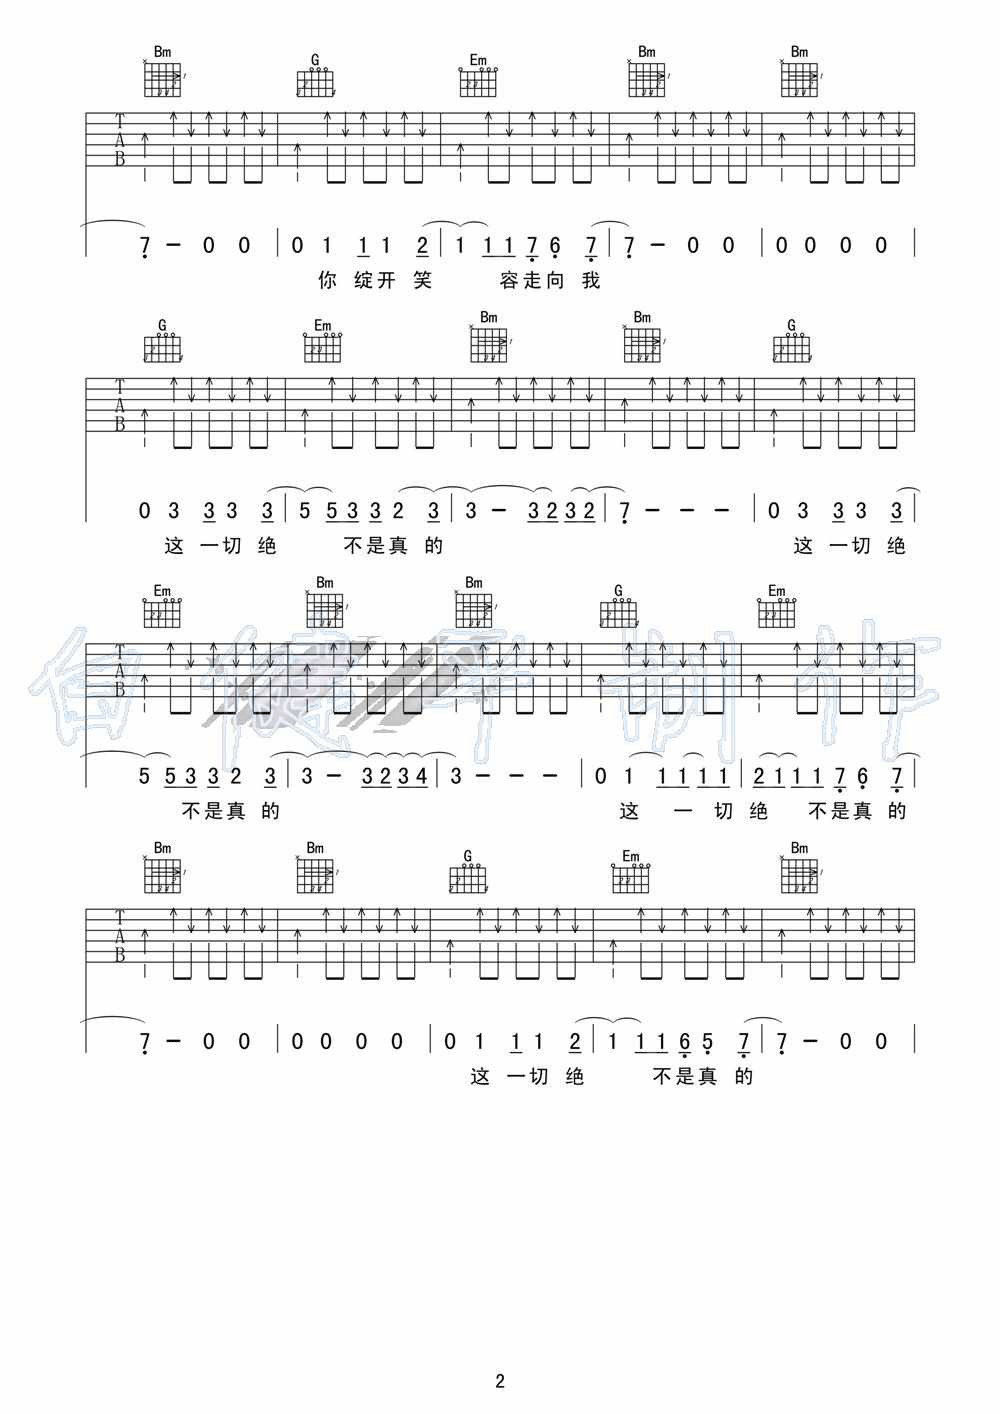 Bm G Em Bm Bm
T
A
B
7 - 0 0 | 0 1 1 1 2 | 1 1 1 7 6 7 | 7 - 0 0 | 0 0 0 0 |
你 绽 开 笑 容 走 向 我
G Em Bm Bm G
T
A
B
0 3 3 3 3 | 5 5 3 3 2 3 | 3 - 3 2 3 2 | 7 - - - | 0 3 3 3 3
这 一 切 绝 不 是 真 的 这 一 切 绝
Em Bm Bm G Em
T
A
B
5 5 3 3 2 3 | 3 - 3 2 3 4 | 3 - - - | 0 1 1 1 1 1 | 2 1 1 1 7 6 7
不 是 真 的 这 一 切 绝 不 是 真 的
Bm Bm G Em Bm
T
A
B
7 - 0 0 | 0 0 0 0 | 0 1 1 1 2 | 1 1 1 6 5 7 | 7 - 0 0 |
这 一 切 绝 不 是 真 的
2